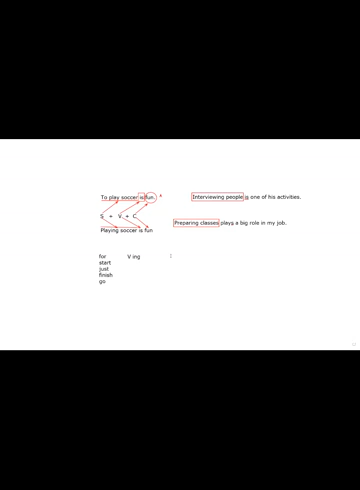 To play soccer is fun.
Interviewing people is one of his activities.
S + V + C
Preparing classes plays a big role in my job.
Playing soccer is fun
for V ing
start
just
finish
go